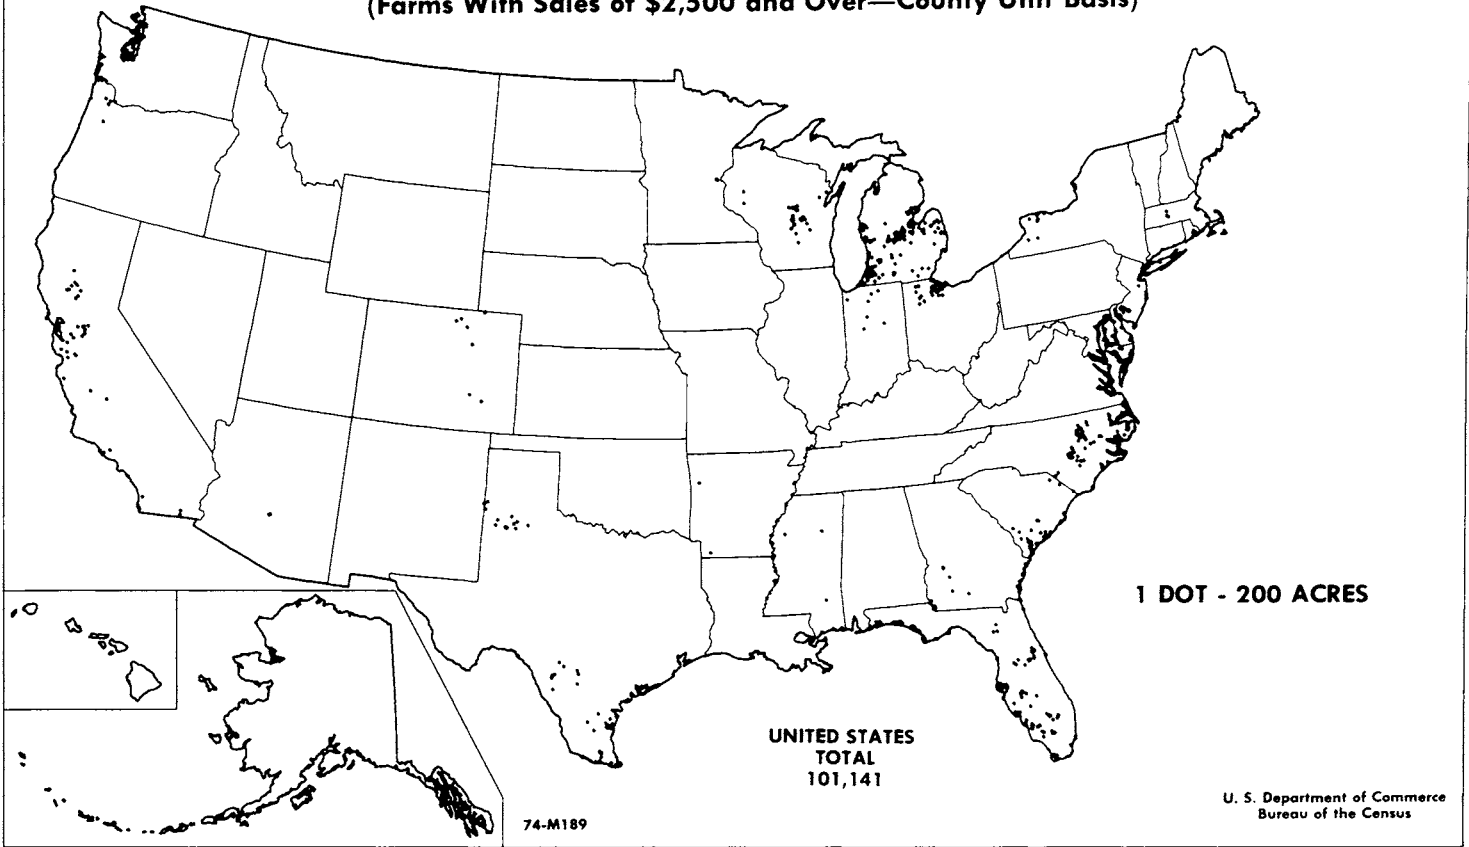 (Farms With Sales of $2,500 and Over—County Unit Basis)
1 DOT - 200 ACRES
UNITED STATES
TOTAL
101,141
U. S. Department of Commerce
Bureau of the Census
74-M189